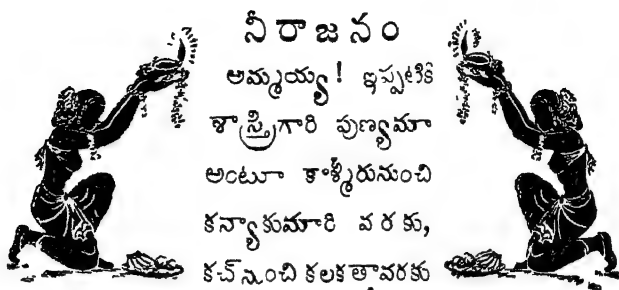 నీరాజనం
అమ్మయ్య! ఇప్పటికి
శాస్త్రిగారి పుణ్యమా
అంటూ కాశ్మీరునుంచి
కన్యాకుమారి వరకు,
కచ్‌నుంచి కలకత్తావరకు